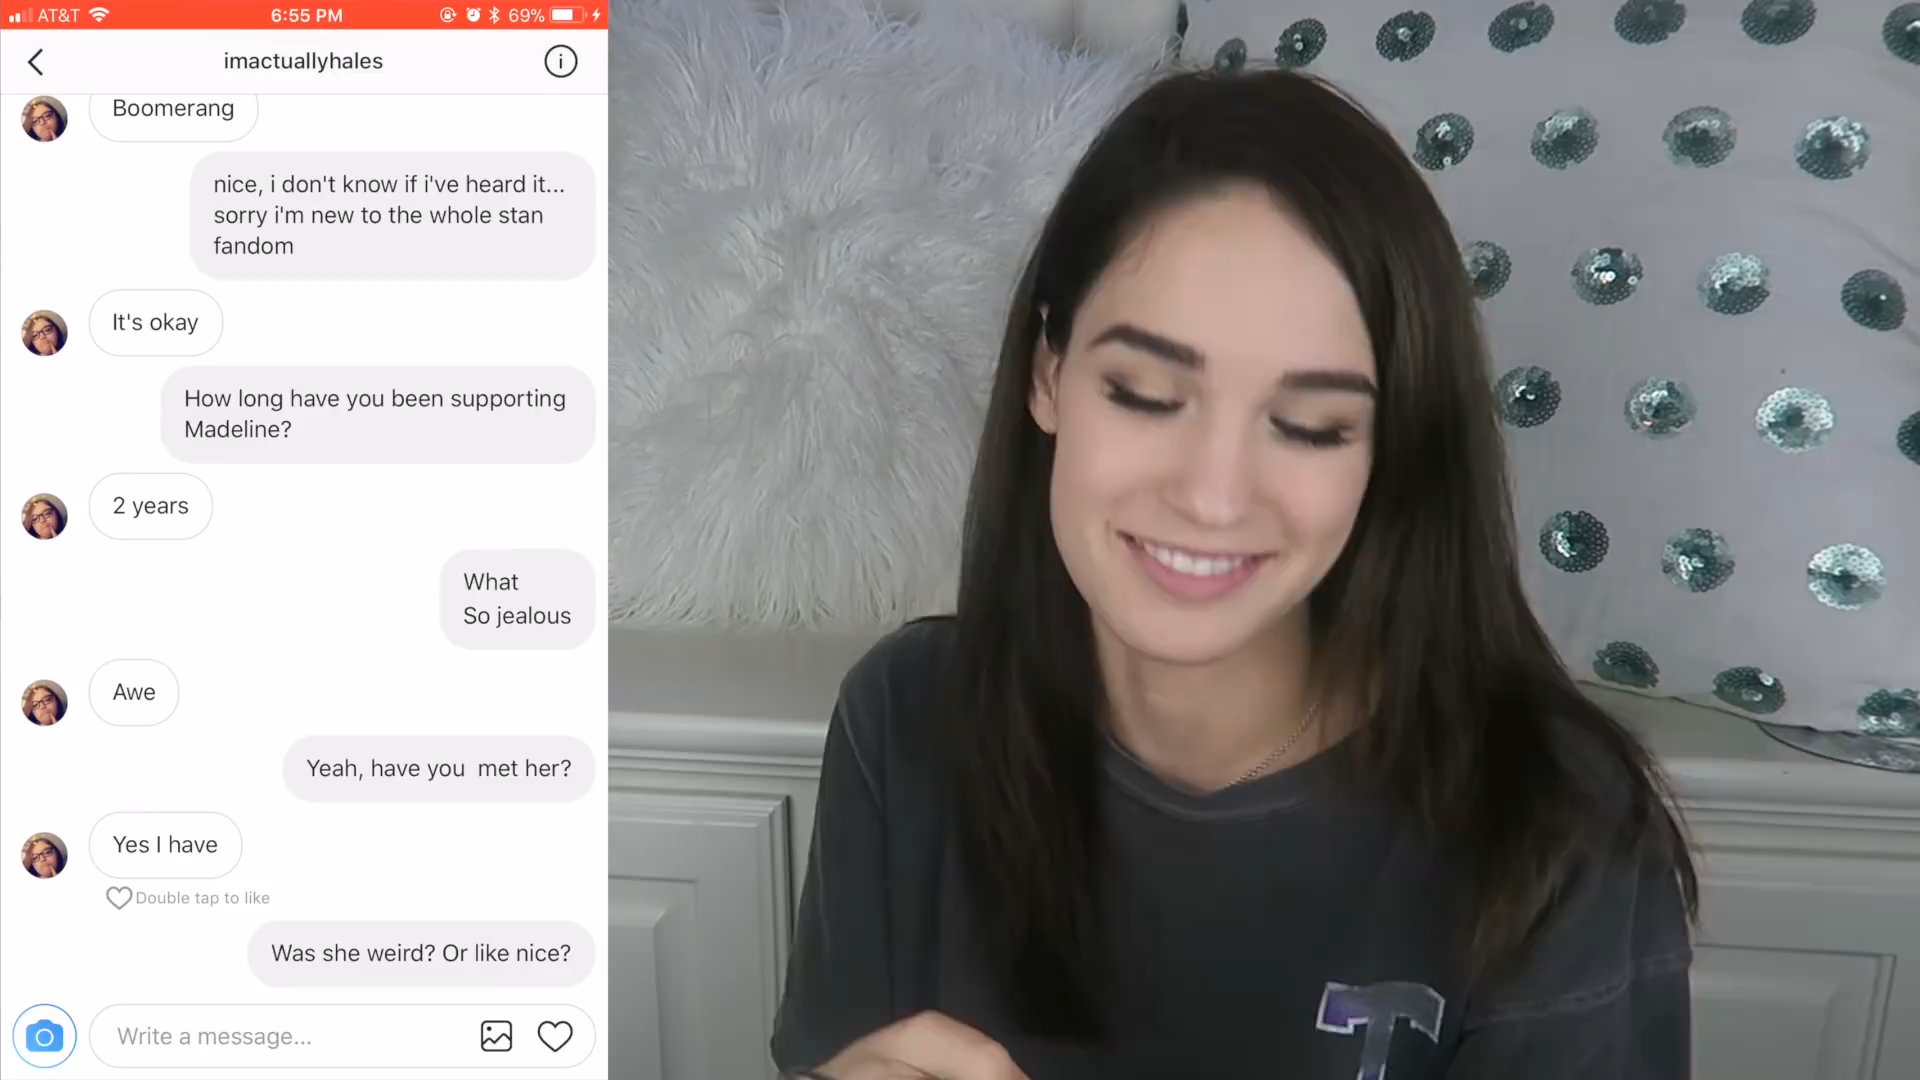 AT&T
6:55 PM
69%
imactuallyhales
Boomerang
nice, i don't know if i've heard it...
sorry i'm new to the whole stan
fandom
It's okay
How long have you been supporting
Madeline?
2 years
What
So jealous
Awe
Yeah, have you  met her?
Yes I have
Double tap to like
Was she weird? Or like nice?
Write a message...
T